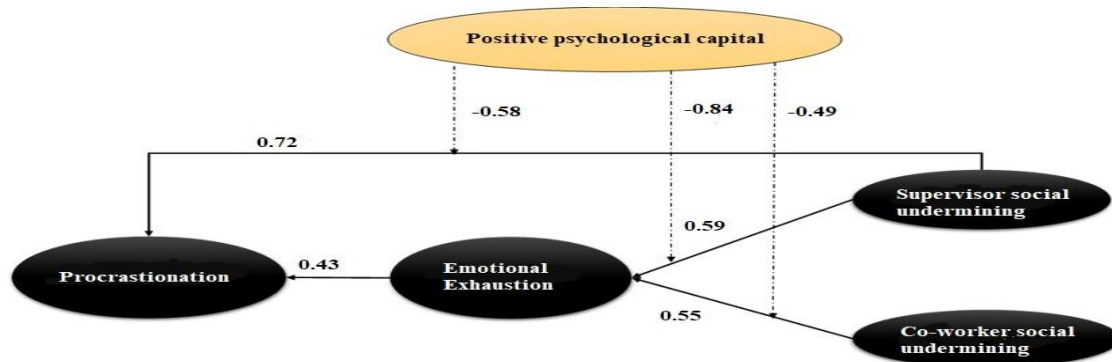 Positive psychological capital
-0.58
-0.84
-0.49
0.72
Supervisor social
undermining
0.59
Procrastionation
0.43
Emotional
Exhaustion
0.55
Co-worker social
undermining